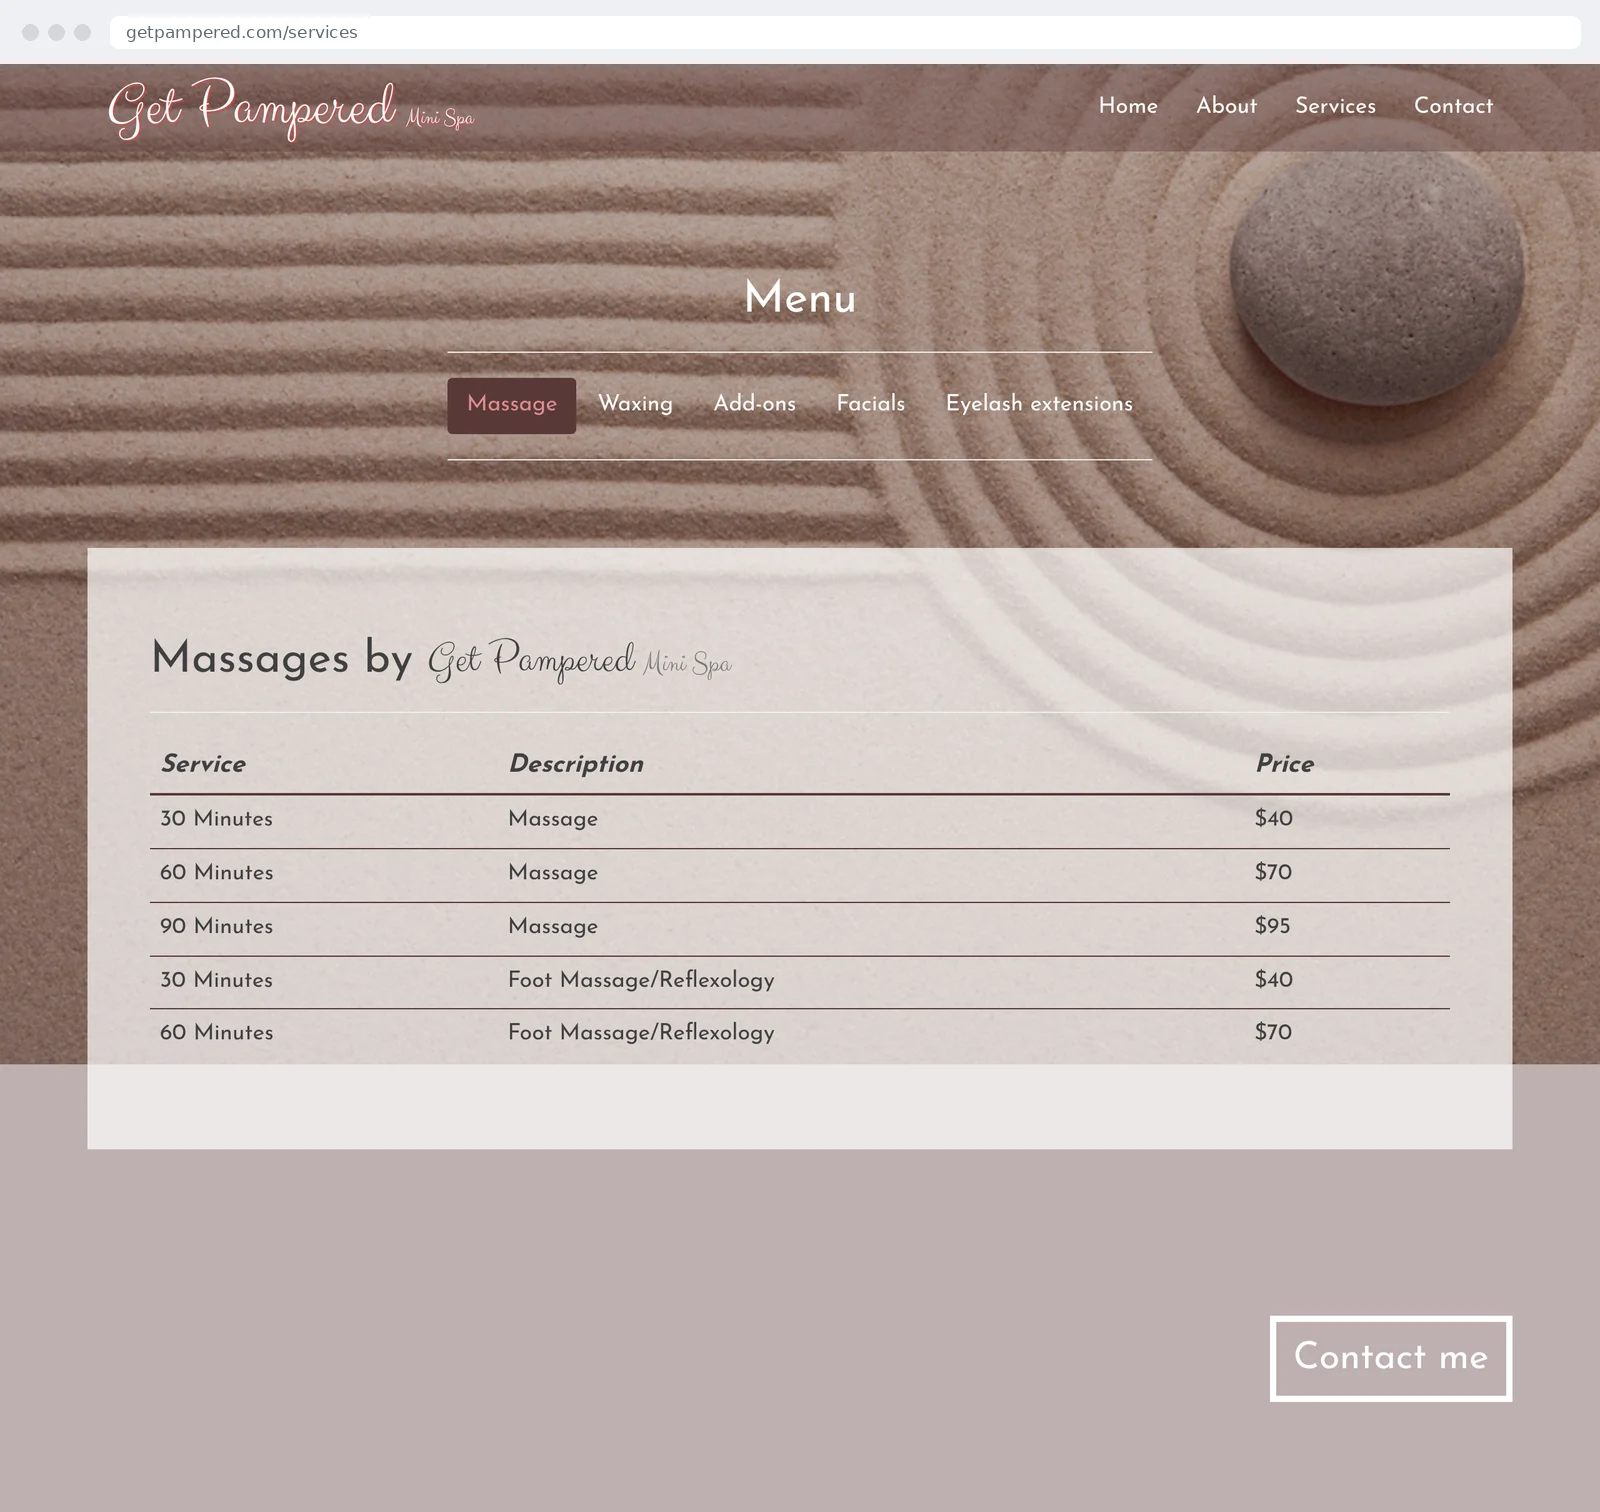 getpampered.com/services
Get Pampered Mini Spa
Home About Services Contact
Menu
Massage Waxing Add-ons Facials Eyelash extensions
Massages by Get Pampered Mini Spa
Service Description Price
30 Minutes Massage $40
60 Minutes Massage $70
90 Minutes Massage $95
30 Minutes Foot Massage/Reflexology $40
60 Minutes Foot Massage/Reflexology $70
Contact me